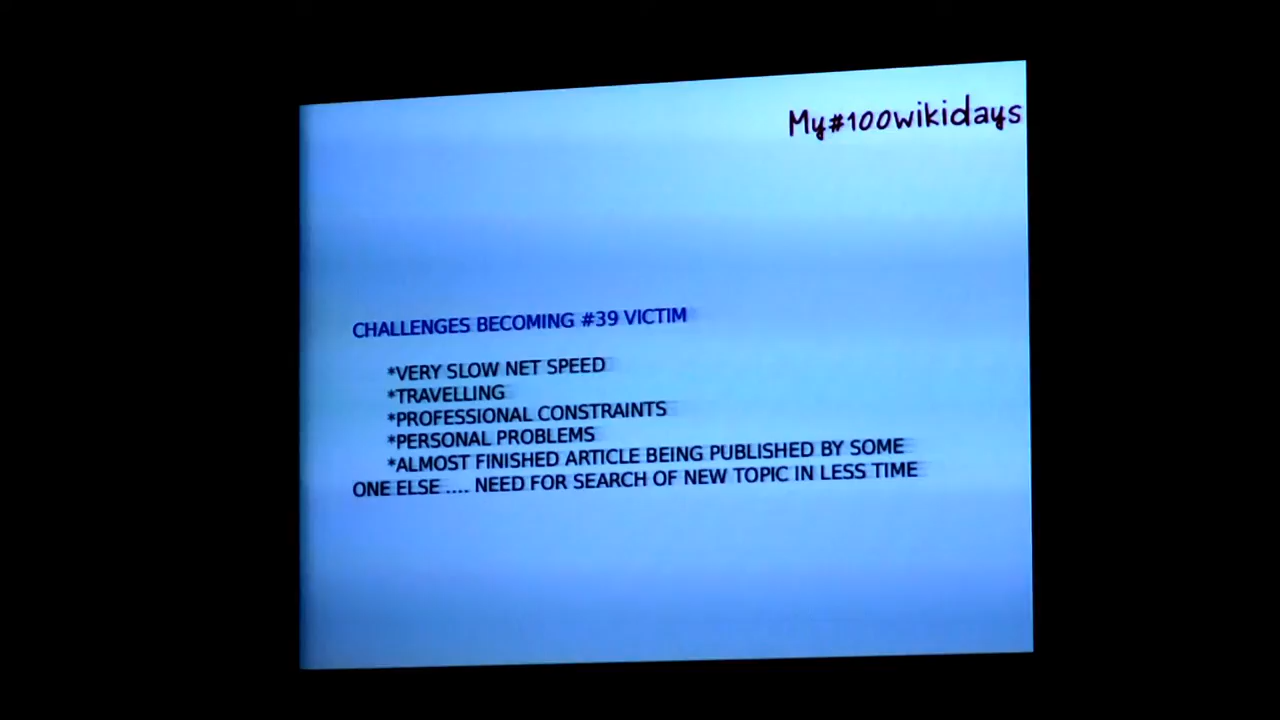 My#100wikidays
CHALLENGES BECOMING #39 VICTIM
*VERY SLOW NET SPEED
*TRAVELLING
*PROFESSIONAL CONSTRAINTS
*PERSONAL PROBLEMS
*ALMOST FINISHED ARTICLE BEING PUBLISHED BY SOME
ONE ELSE .... NEED FOR SEARCH OF NEW TOPIC IN LESS TIME